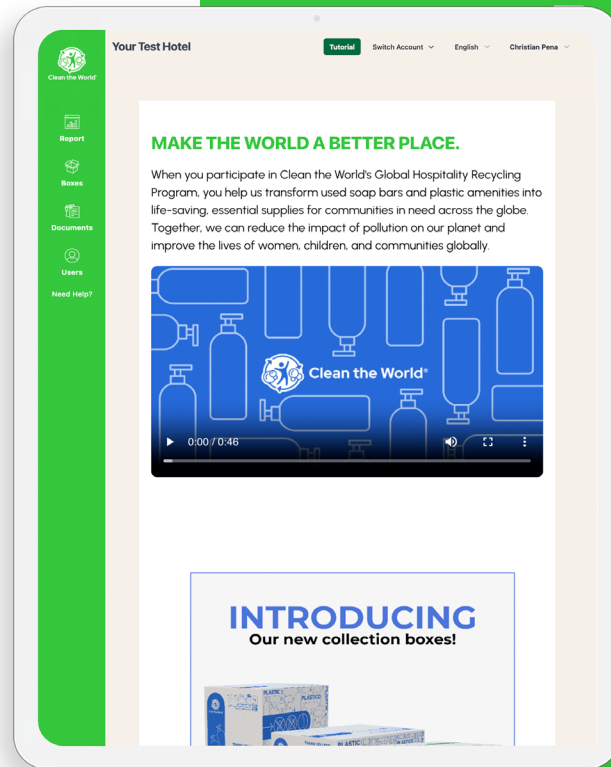 Your Test Hotel
Tutorial
Switch Account
English
Christian Pena
Clean the World
Report
Boxes
Documents
Users
Need Help?
MAKE THE WORLD A BETTER PLACE.
When you participate in Clean the World's Global Hospitality Recycling
Program, you help us transform used soap bars and plastic amenities into
life-saving, essential supplies for communities in need across the globe.
Together, we can reduce the impact of pollution on our planet and
improve the lives of women, children, and communities globally.
Clean the World®
0:00 / 0:46
INTRODUCING
Our new collection boxes!
PLASTIC
PLÁSTICO
PLASTIC